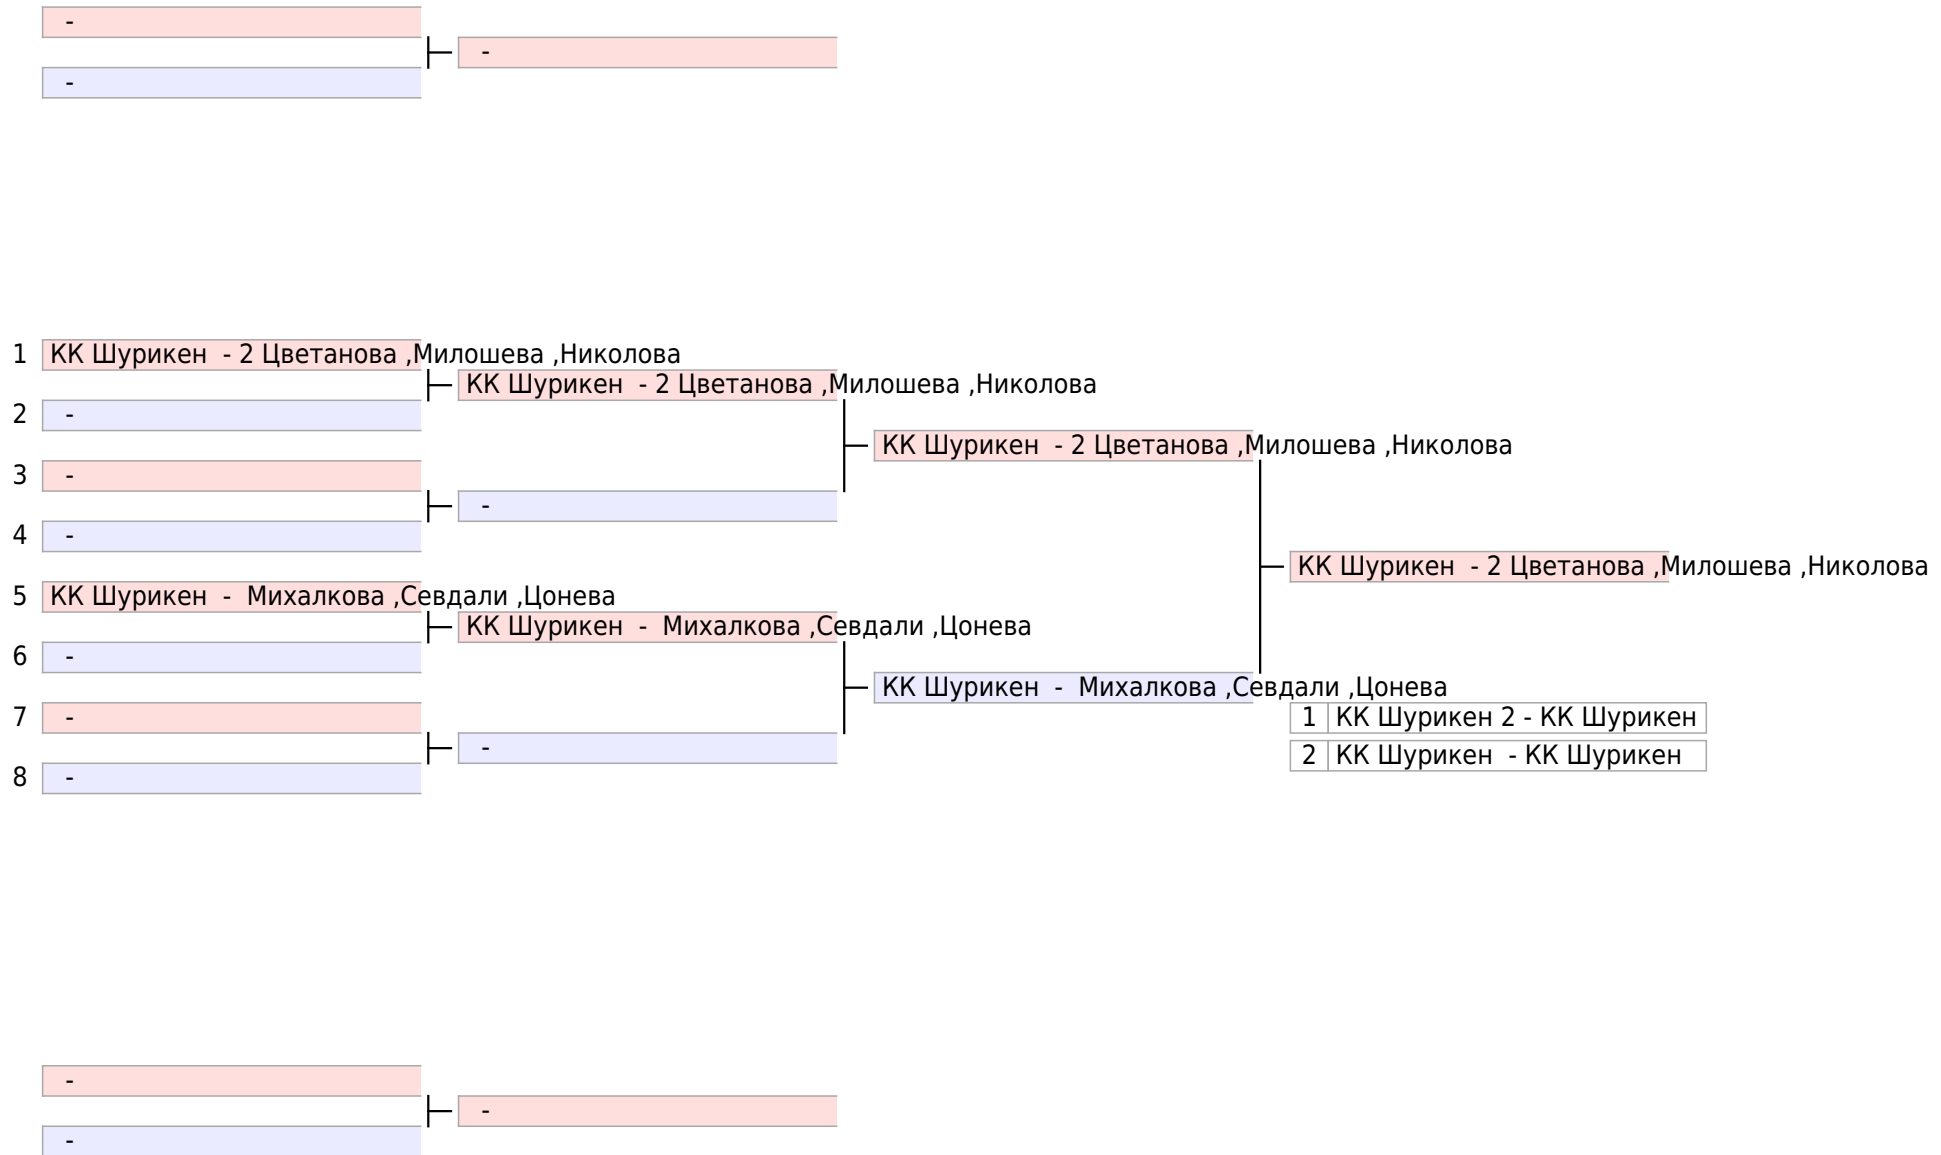 -
-
-
1 КК Шурикен - 2 Цветанова ,Милошева ,Николова
КК Шурикен - 2 Цветанова ,Милошева ,Николова
2 -
КК Шурикен - 2 Цветанова ,Милошева ,Николова
3 -
-
4 -
КК Шурикен - 2 Цветанова ,Милошева ,Николова
5 КК Шурикен - Михалкова ,Севдали ,Цонева
КК Шурикен - Михалкова ,Севдали ,Цонева
6 -
КК Шурикен - Михалкова ,Севдали ,Цонева
7 -
1 КК Шурикен 2 - КК Шурикен
-
2 КК Шурикен - КК Шурикен
8 -
-
-
-